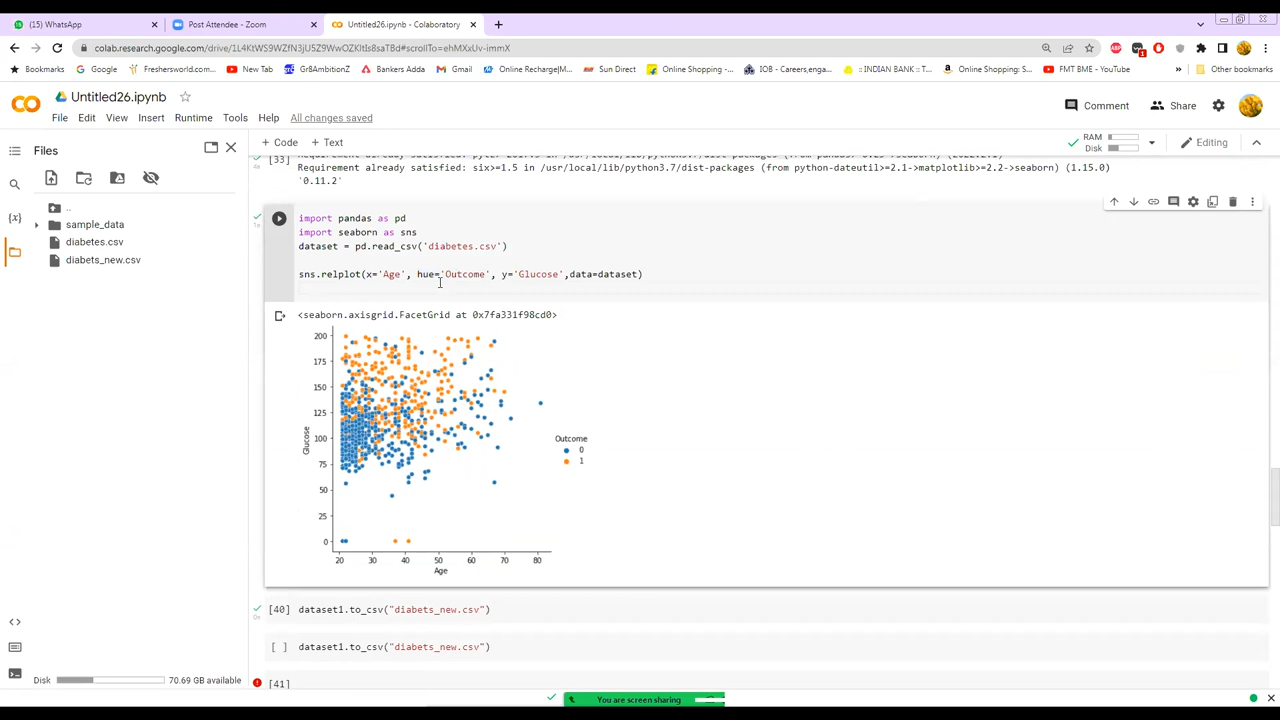 (15) WhatsApp
Post Attendee - Zoom
Untitled26.ipynb - Colaboratory
colab.research.google.com/drive/1L4KtWS9WZfN3jU5Z9WwOZKltIs8saT8d#scrollTo=ehMXxUv-immX
Bookmarks Google Freshersworld.com... New Tab Gr8AmbitionZ Bankers Adda Gmail Online Recharge|M... Sun Direct Online Shopping -... IOB - Careers,enga... :: INDIAN BANK :: T... Online Shopping: S... FMT BME - YouTube Other bookmarks
Untitled26.ipynb
Comment Share
File Edit View Insert Runtime Tools Help All changes saved
+ Code + Text
RAM
Disk
Editing
Files
..
sample_data
diabetes.csv
diabets_new.csv
[33]
Requirement already satisfied: six>=1.5 in /usr/local/lib/python3.7/dist-packages (from python-dateutil>=2.1->matplotlib>=2.2->seaborn) (1.15.0)
'0.11.2'
import pandas as pd
import seaborn as sns
dataset = pd.read_csv('diabetes.csv')
sns.relplot(x='Age', hue='Outcome', y='Glucose',data=dataset)
<seaborn.axisgrid.FacetGrid at 0x7fa331f98cd0>
200
175
150
125
100
75
50
25
0
Glucose
20 30 40 50 60 70 80
Age
Outcome
0
1
[40] dataset1.to_csv("diabets_new.csv")
[ ] dataset1.to_csv("diabets_new.csv")
[41]
Disk 70.69 GB available
You are screen sharing